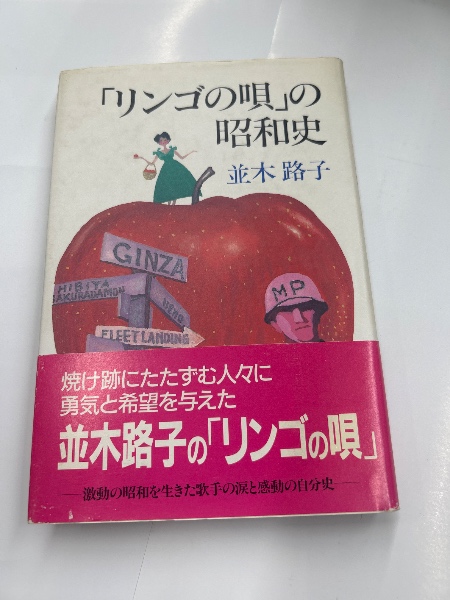 「リンゴの唄」の
昭和史
並木 路子
GINZA
HIBIYA
SAKURADAMON
UENO
FLEET LANDING
MP
焼け跡にたたずむ人々に
勇気と希望を与えた
並木路子の「リンゴの唄」
激動の昭和を生きた歌手の涙と感動の自分史